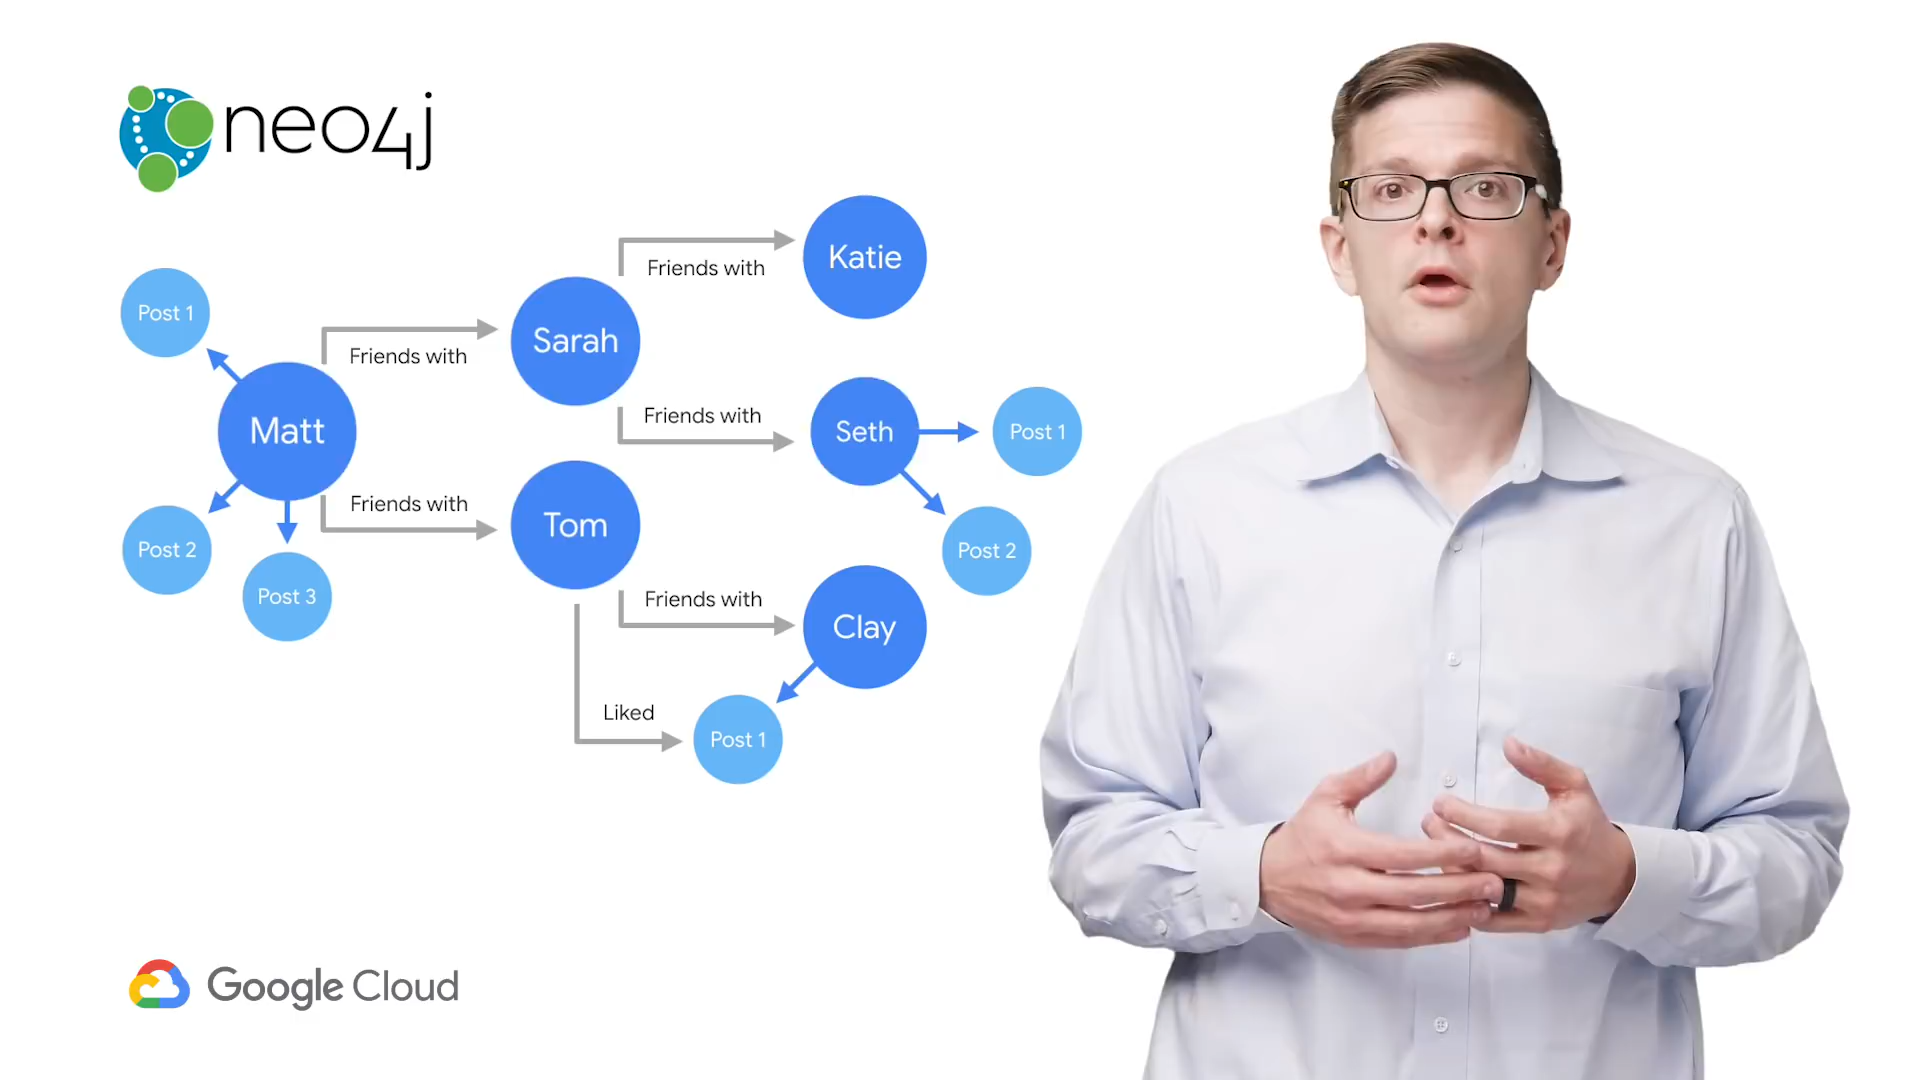 neo4j
Katie
Friends with
Post 1
Sarah
Friends with
Friends with
Matt
Seth
Post 1
Friends with
Tom
Post 2
Post 2
Post 3
Friends with
Clay
Liked
Post 1
Google Cloud